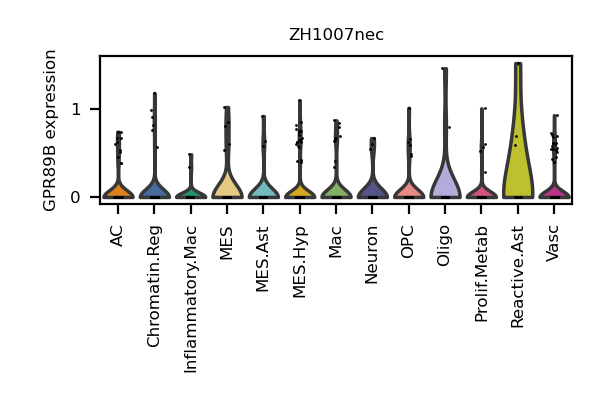 ZH1007nec
GPR89B expression
1
0
AC
Chromatin.Reg
Inflammatory.Mac
MES
MES.Ast
MES.Hyp
Mac
Neuron
OPC
Oligo
Prolif.Metab
Reactive.Ast
Vasc